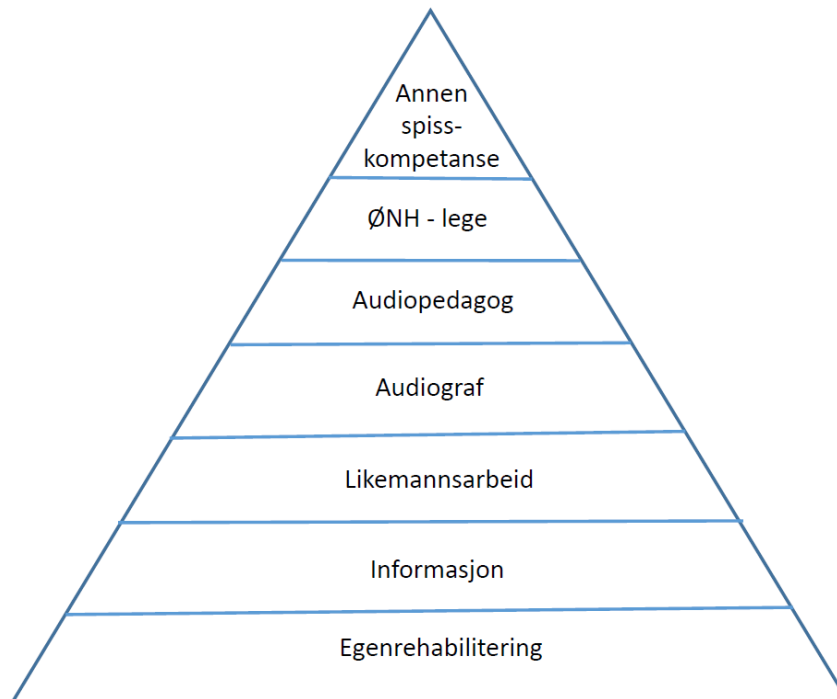 Annen
spiss-
kompetanse
ØNH - lege
Audiopedagog
Audiograf
Likemannsarbeid
Informasjon
Egenrehabilitering